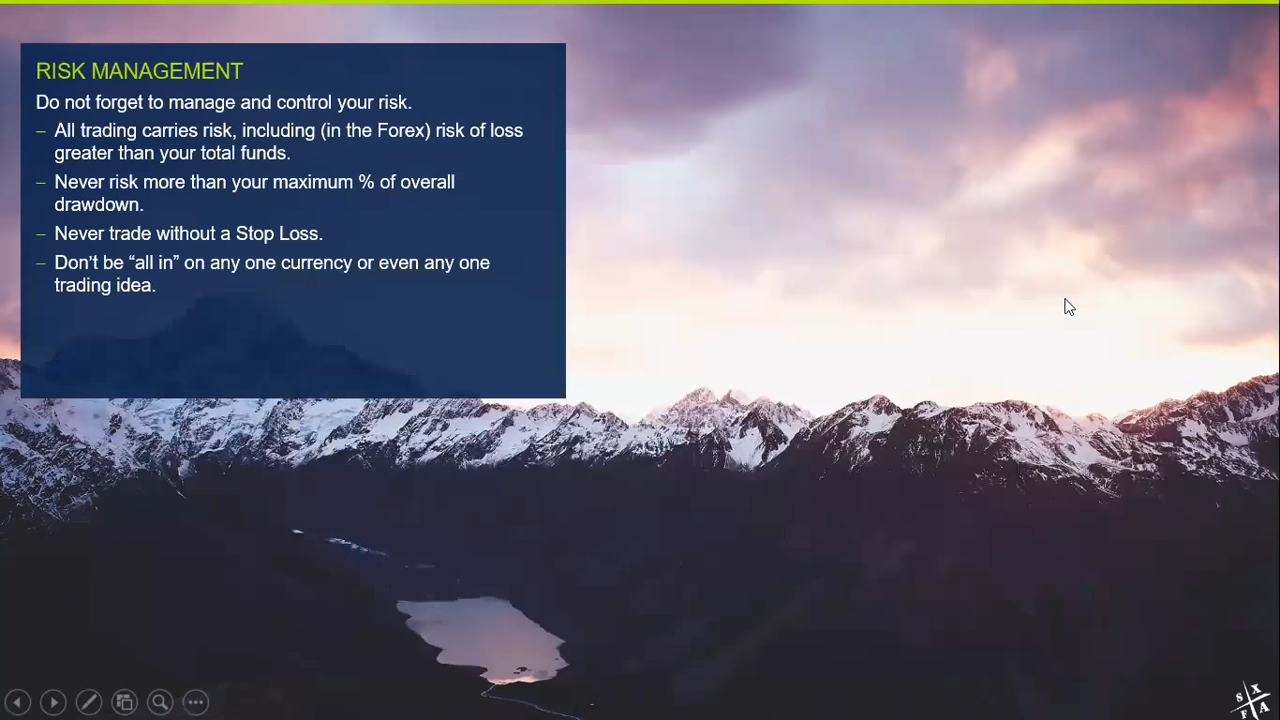 RISK MANAGEMENT
Do not forget to manage and control your risk.
– All trading carries risk, including (in the Forex) risk of loss
greater than your total funds.
– Never risk more than your maximum % of overall
drawdown.
– Never trade without a Stop Loss.
– Don’t be “all in” on any one currency or even any one
trading idea.
S X
F A